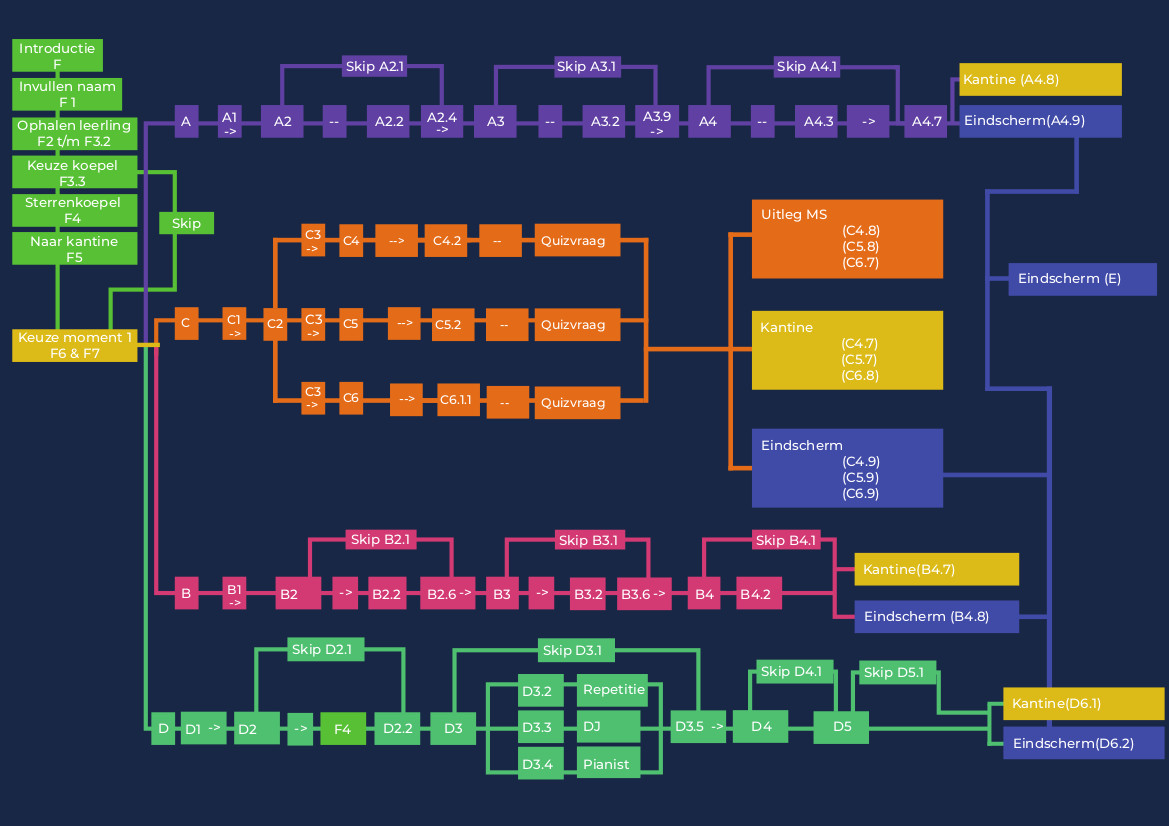 Introductie
F
Invullen naam
F 1
Ophalen leerling
F2 t/m F3.2
Keuze koepel
F3.3
Sterrenkoepel
F4
Naar kantine
F5
Skip
Keuze moment 1
F6 & F7
Skip A2.1
Skip A3.1
Skip A4.1
A
A1
->
A2
--
A2.2
A2.4
->
A3
--
A3.2
A3.9
->
A4
--
A4.3
->
A4.7
Kantine (A4.8)
Eindscherm(A4.9)
C
C1
->
C2
C3
->
C4
-->
C4.2
--
Quizvraag
C3
->
C5
-->
C5.2
--
Quizvraag
C3
->
C6
-->
C6.1.1
--
Quizvraag
Uitleg MS
(C4.8)
(C5.8)
(C6.7)
Kantine
(C4.7)
(C5.7)
(C6.8)
Eindscherm
(C4.9)
(C5.9)
(C6.9)
Eindscherm (E)
Skip B2.1
Skip B3.1
Skip B4.1
B
B1
->
B2
->
B2.2
B2.6 ->
B3
->
B3.2
B3.6 ->
B4
B4.2
Kantine(B4.7)
Eindscherm (B4.8)
Skip D2.1
Skip D3.1
Skip D4.1
Skip D5.1
D
D1 ->
D2
->
F4
D2.2
D3
D3.2
Repetitie
D3.3
DJ
D3.4
Pianist
D3.5 ->
D4
D5
Kantine(D6.1)
Eindscherm(D6.2)